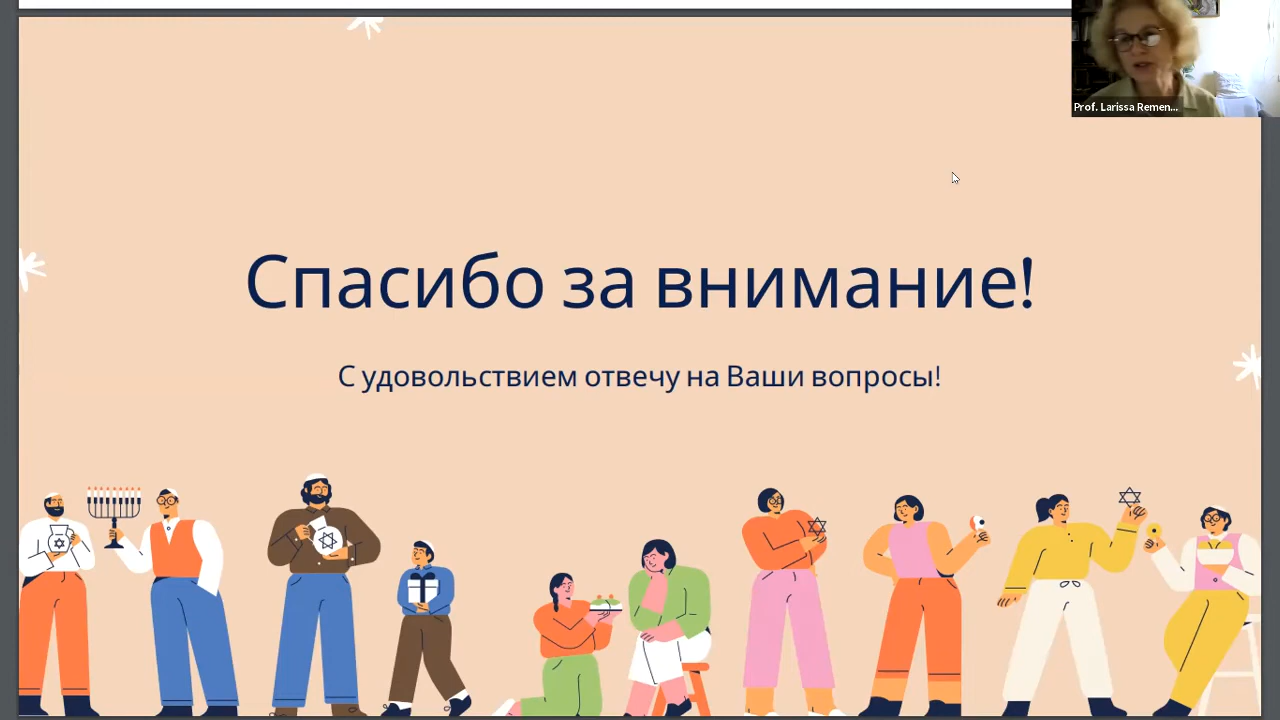 Prof. Larissa Remen...
Спасибо за внимание!
С удовольствием отвечу на Ваши вопросы!